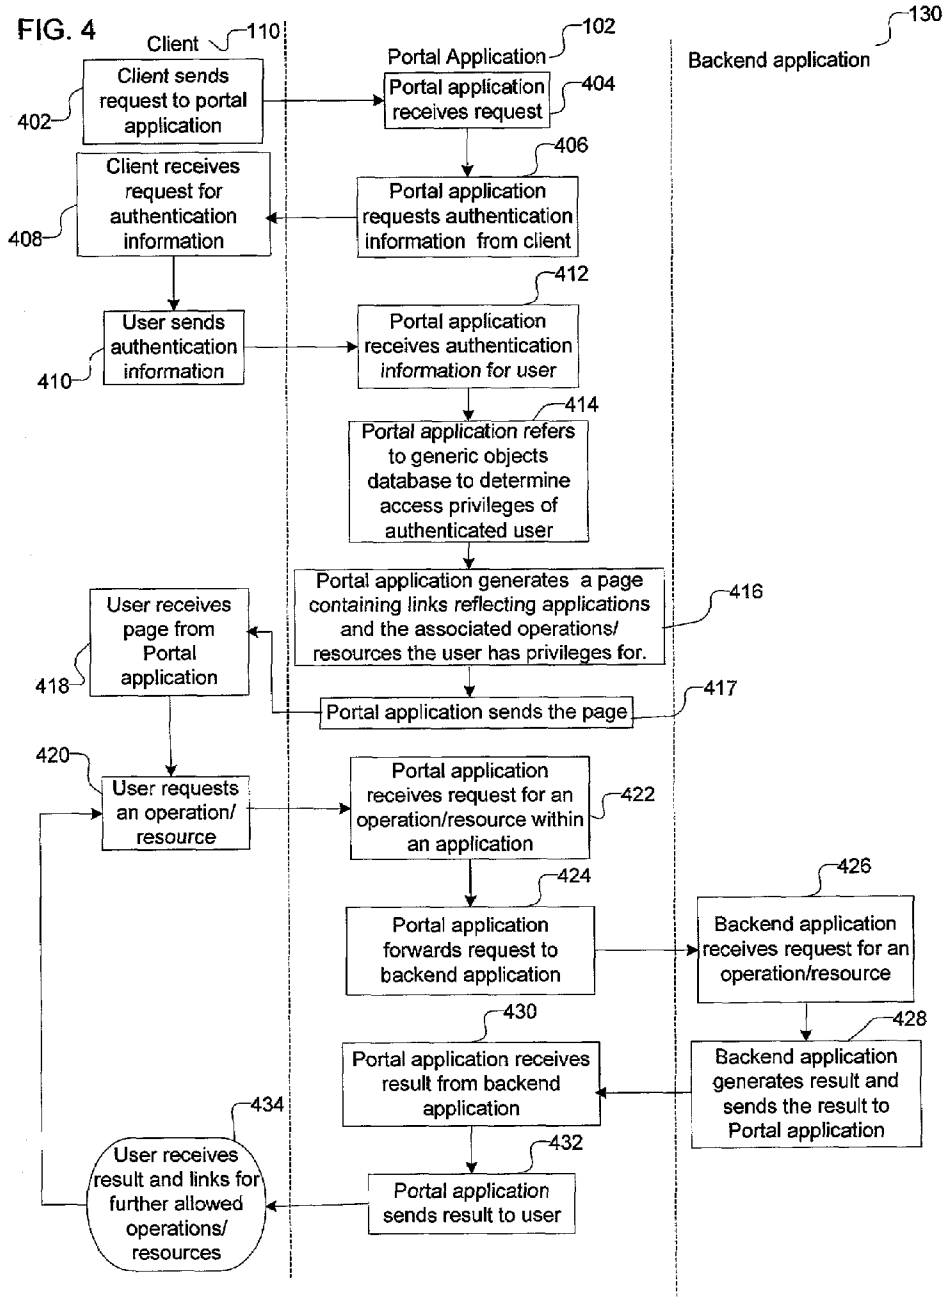 FIG. 4
Client
110
Portal Application
102
Backend application
130
Client sends
request to portal
application
402
Portal application
receives request
404
Client receives
request for
authentication
information
408
406
Portal application
requests authentication
information from client
User sends
authentication
information
410
412
Portal application
receives authentication
information for user
414
Portal application refers
to generic objects
database to determine
access privileges of
authenticated user
Portal application generates a page
containing links reflecting applications
and the associated operations/
resources the user has privileges for.
416
User receives
page from
Portal
application
418
Portal application sends the page
417
420
User requests
an operation/
resource
Portal application
receives request for an
operation/resource within
an application
422
424
Portal application
forwards request to
backend application
426
Backend application
receives request for an
operation/resource
428
Backend application
generates result and
sends the result to
Portal application
430
Portal application receives
result from backend
application
432
Portal application
sends result to user
434
User receives
result and links for
further allowed
operations/
resources